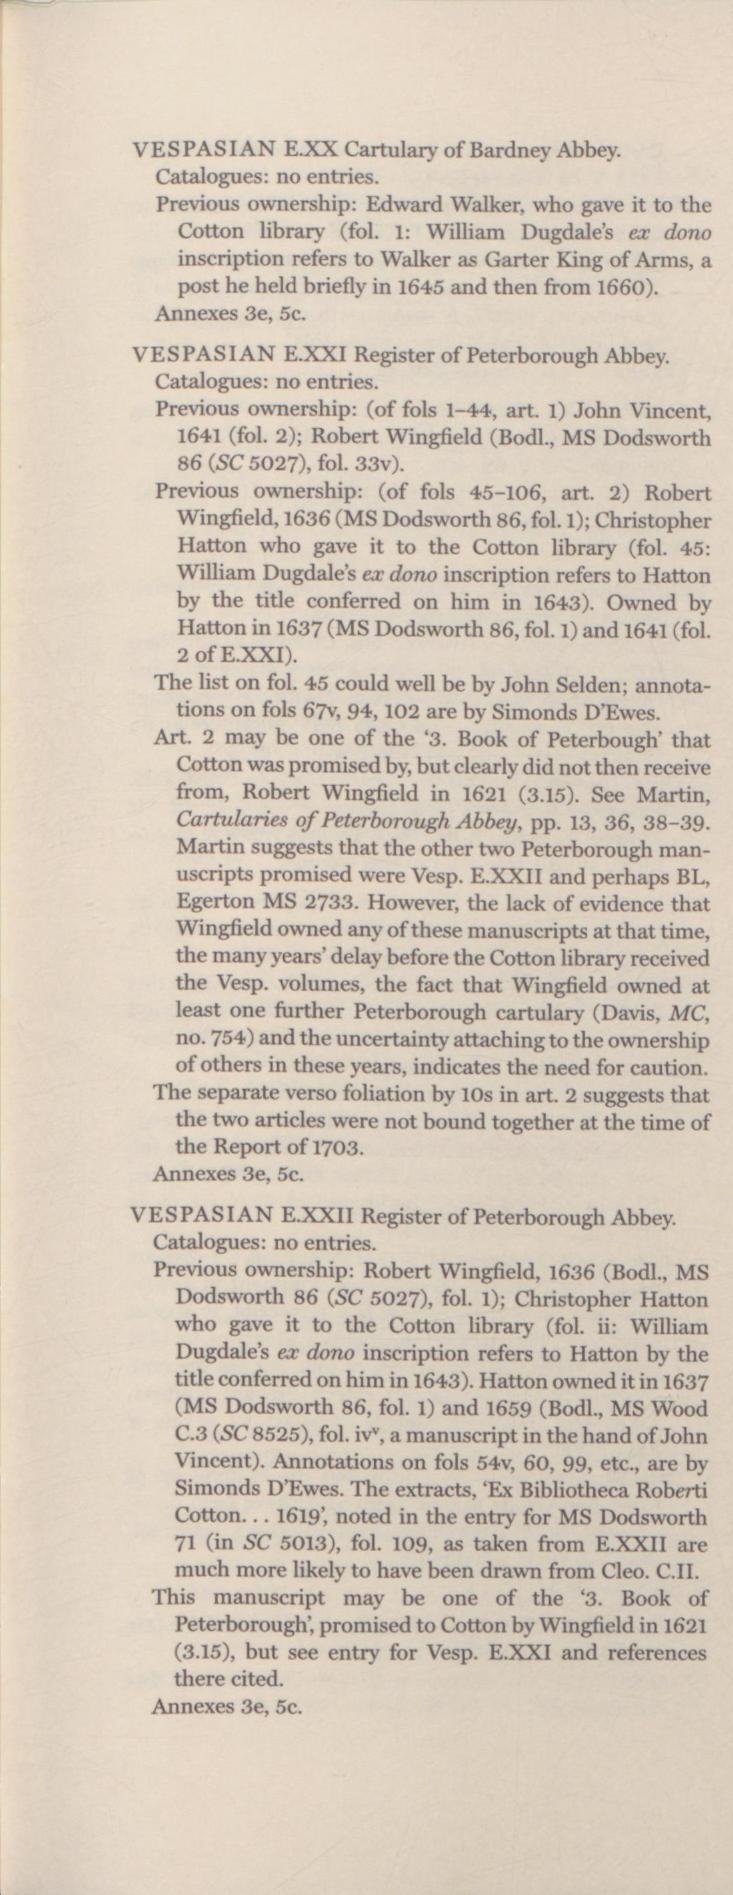 VESPASIAN E.XX Cartulary of Bardney Abbey.
Catalogues: no entries.
Previous ownership: Edward Walker, who gave it to the
Cotton library (fol. 1: William Dugdale's ex dono
inscription refers to Walker as Garter King of Arms, a
post he held briefly in 1645 and then from 1660).
Annexes 3e, 5c.
VESPASIAN E.XXI Register of Peterborough Abbey.
Catalogues: no entries.
Previous ownership: (of fols 1–44, art. 1) John Vincent,
1641 (fol. 2); Robert Wingfield (Bodl., MS Dodsworth
86 (SC 5027), fol. 33v).
Previous ownership: (of fols 45–106, art. 2) Robert
Wingfield, 1636 (MS Dodsworth 86, fol. 1); Christopher
Hatton who gave it to the Cotton library (fol. 45:
William Dugdale's ex dono inscription refers to Hatton
by the title conferred on him in 1643). Owned by
Hatton in 1637 (MS Dodsworth 86, fol. 1) and 1641 (fol.
2 of E.XXI).
The list on fol. 45 could well be by John Selden; annota-
tions on fols 67v, 94, 102 are by Simonds D'Ewes.
Art. 2 may be one of the '3. Book of Peterbough' that
Cotton was promised by, but clearly did not then receive
from, Robert Wingfield in 1621 (3.15). See Martin,
Cartularies of Peterborough Abbey, pp. 13, 36, 38–39.
Martin suggests that the other two Peterborough man-
uscripts promised were Vesp. E.XXII and perhaps BL,
Egerton MS 2733. However, the lack of evidence that
Wingfield owned any of these manuscripts at that time,
the many years' delay before the Cotton library received
the Vesp. volumes, the fact that Wingfield owned at
least one further Peterborough cartulary (Davis, MC,
no. 754) and the uncertainty attaching to the ownership
of others in these years, indicates the need for caution.
The separate verso foliation by 10s in art. 2 suggests that
the two articles were not bound together at the time of
the Report of 1703.
Annexes 3e, 5c.
VESPASIAN E.XXII Register of Peterborough Abbey.
Catalogues: no entries.
Previous ownership: Robert Wingfield, 1636 (Bodl., MS
Dodsworth 86 (SC 5027), fol. 1); Christopher Hatton
who gave it to the Cotton library (fol. ii: William
Dugdale's ex dono inscription refers to Hatton by the
title conferred on him in 1643). Hatton owned it in 1637
(MS Dodsworth 86, fol. 1) and 1659 (Bodl., MS Wood
C.3 (SC 8525), fol. ivᵛ, a manuscript in the hand of John
Vincent). Annotations on fols 54v, 60, 99, etc., are by
Simonds D'Ewes. The extracts, 'Ex Bibliotheca Roberti
Cotton... 1619', noted in the entry for MS Dodsworth
71 (in SC 5013), fol. 109, as taken from E.XXII are
much more likely to have been drawn from Cleo. C.II.
This manuscript may be one of the '3. Book of
Peterborough', promised to Cotton by Wingfield in 1621
(3.15), but see entry for Vesp. E.XXI and references
there cited.
Annexes 3e, 5c.